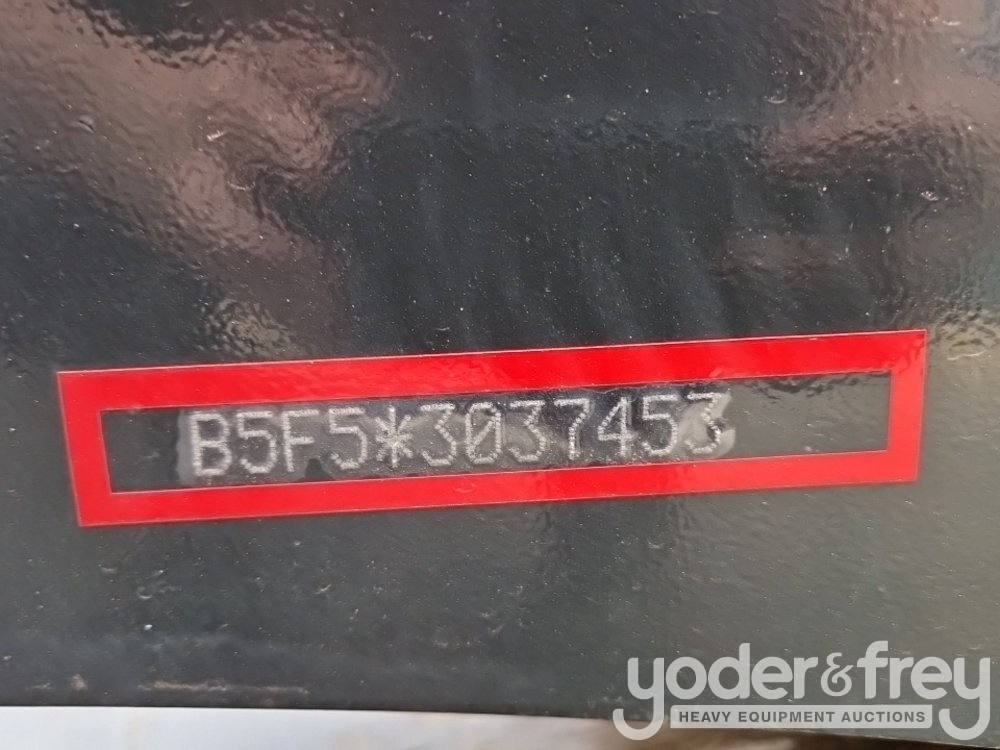 B5F5*3037453
yoder&frey
HEAVY EQUIPMENT AUCTIONS